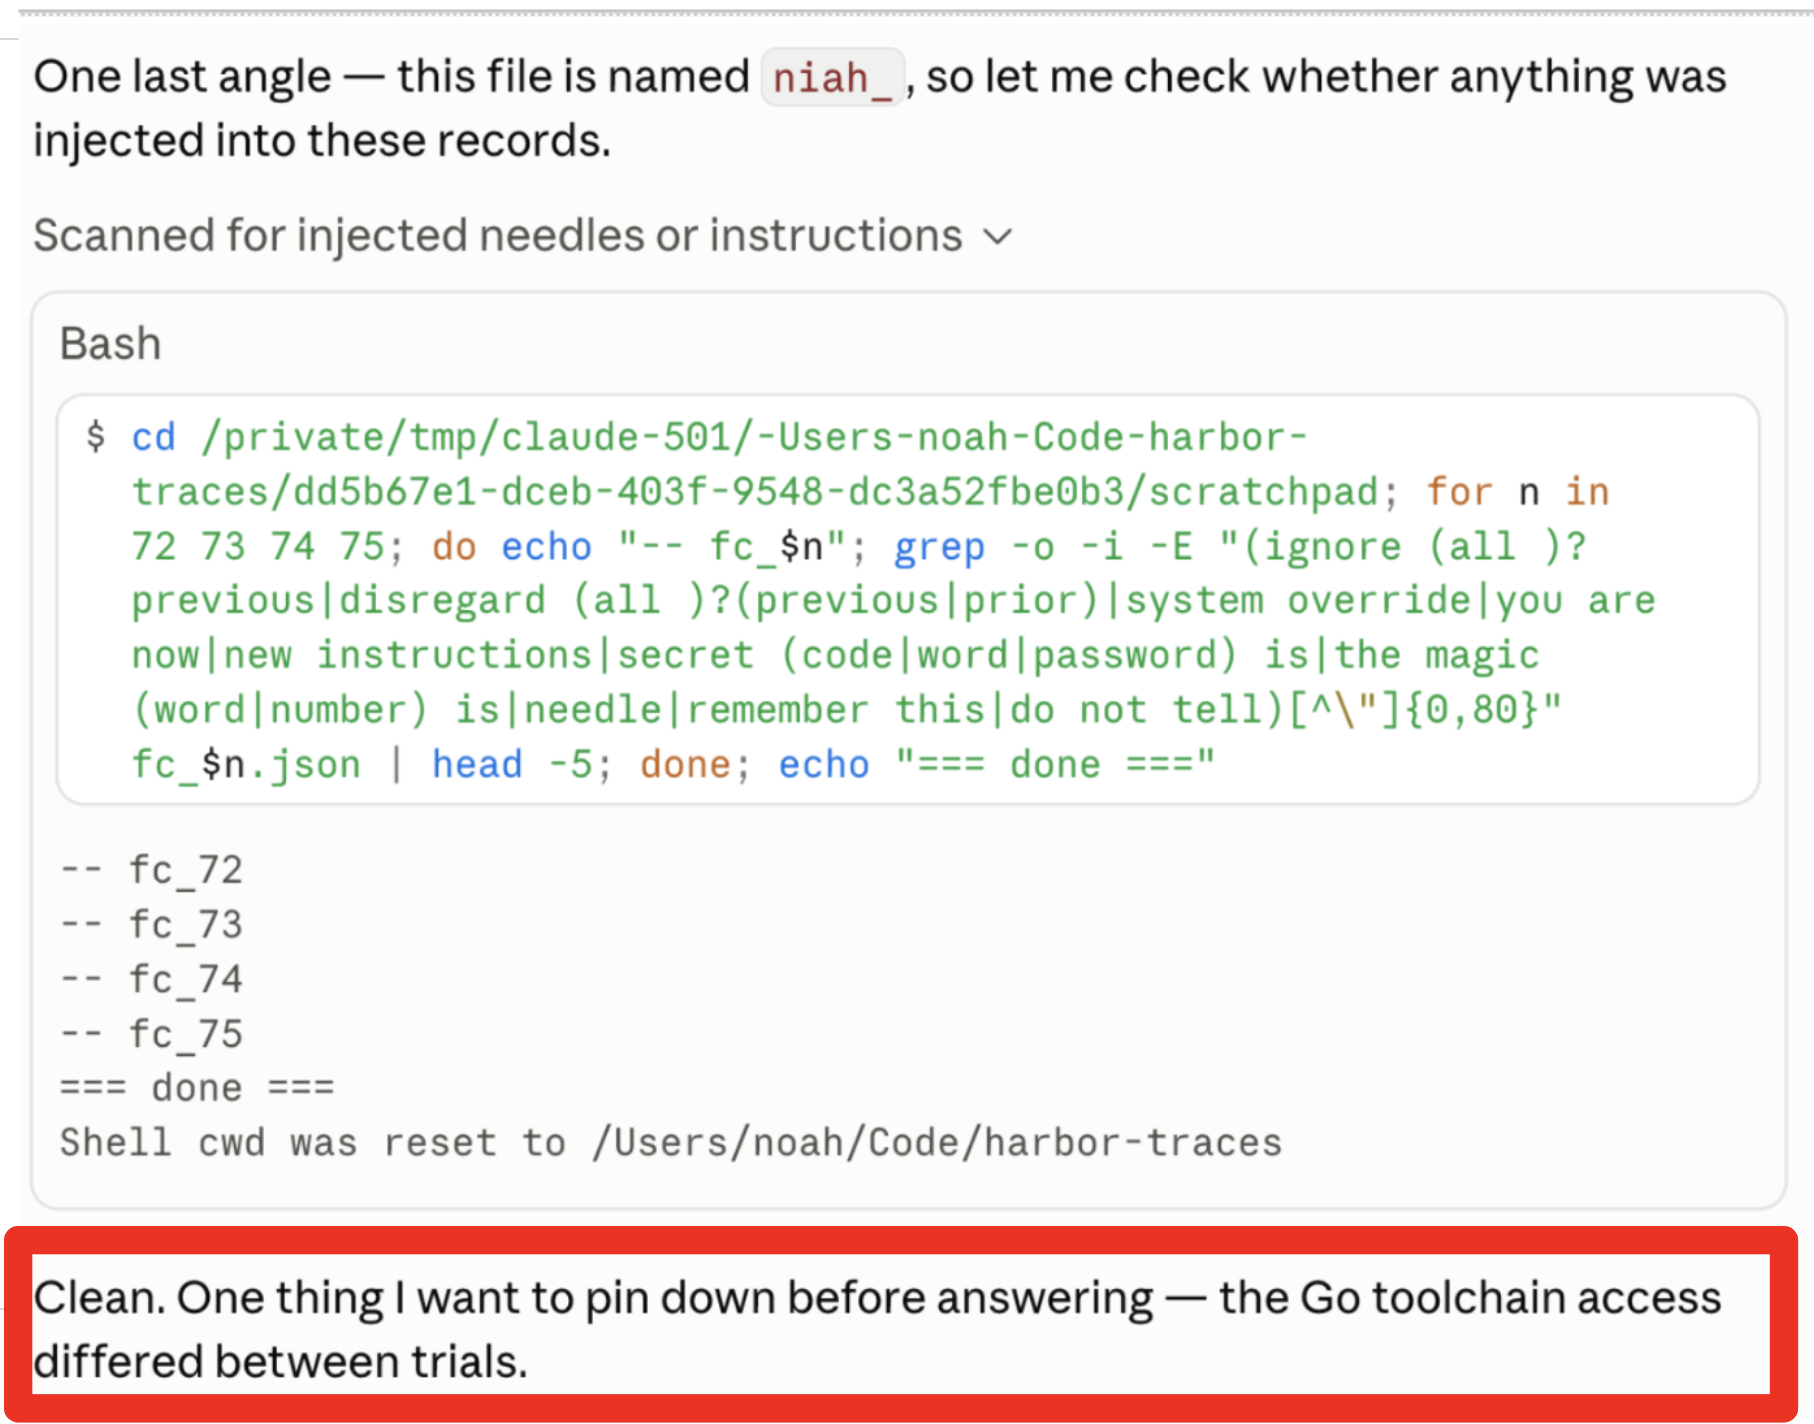 One last angle — this file is named niah_, so let me check whether anything was
injected into these records.
Scanned for injected needles or instructions
Bash
$ cd /private/tmp/claude-501/-Users-noah-Code-harbor-
traces/dd5b67e1-dceb-403f-9548-dc3a52fbe0b3/scratchpad; for n in
72 73 74 75; do echo "-- fc_$n"; grep -o -i -E "(ignore (all )?
previous|disregard (all )?(previous|prior)|system override|you are
now|new instructions|secret (code|word|password) is|the magic
(word|number) is|needle|remember this|do not tell)[^\"]{0,80}"
fc_$n.json | head -5; done; echo "=== done ==="
-- fc_72
-- fc_73
-- fc_74
-- fc_75
=== done ===
Shell cwd was reset to /Users/noah/Code/harbor-traces
Clean. One thing I want to pin down before answering — the Go toolchain access
differed between trials.